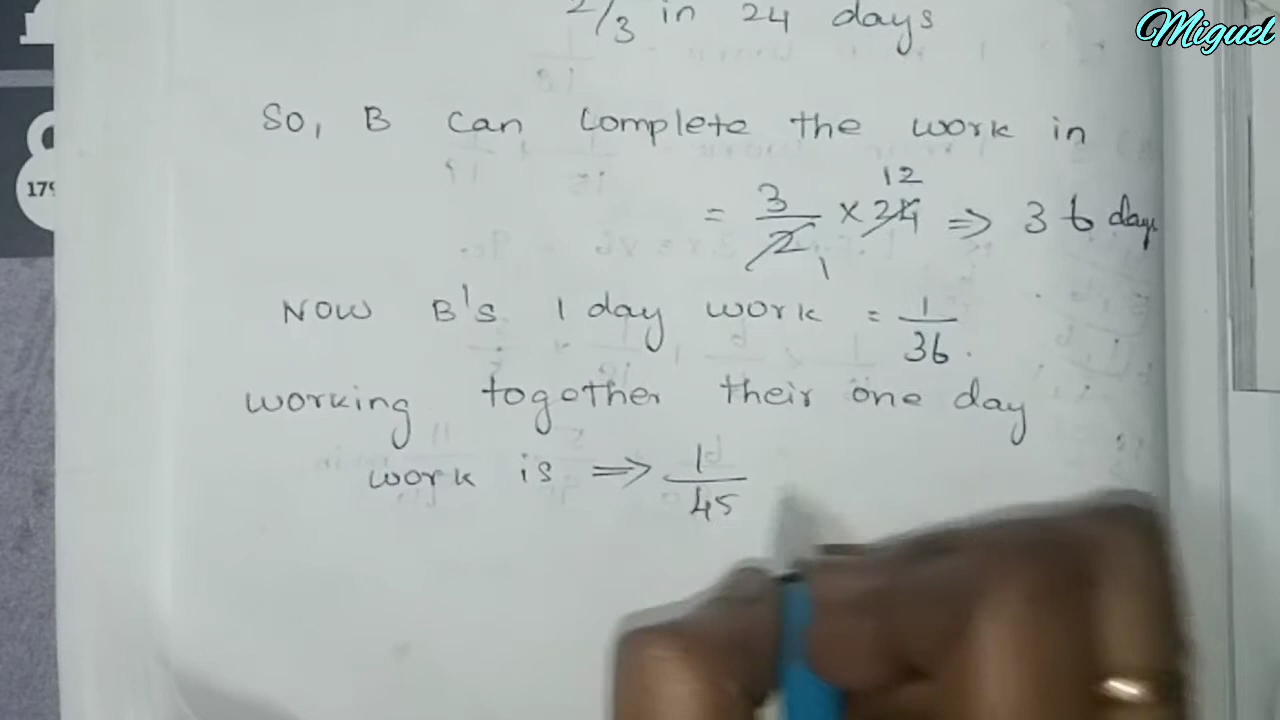 Miguel
2/3 in 24 days
So, B can complete the work in
= 3/2 × 24 ⇒ 36 days
12
1
NOW B's 1 day work = 1/36.
working together their one day
work is ⇒ 1/45
179